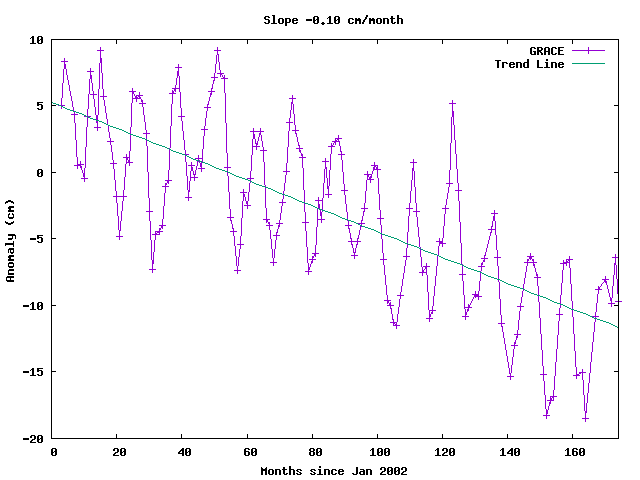 Slope -0.10 cm/month
GRACE
Trend Line
10
5
0
-5
-10
-15
-20
Anomaly (cm)
0 20 40 60 80 100 120 140 160
Months since Jan 2002